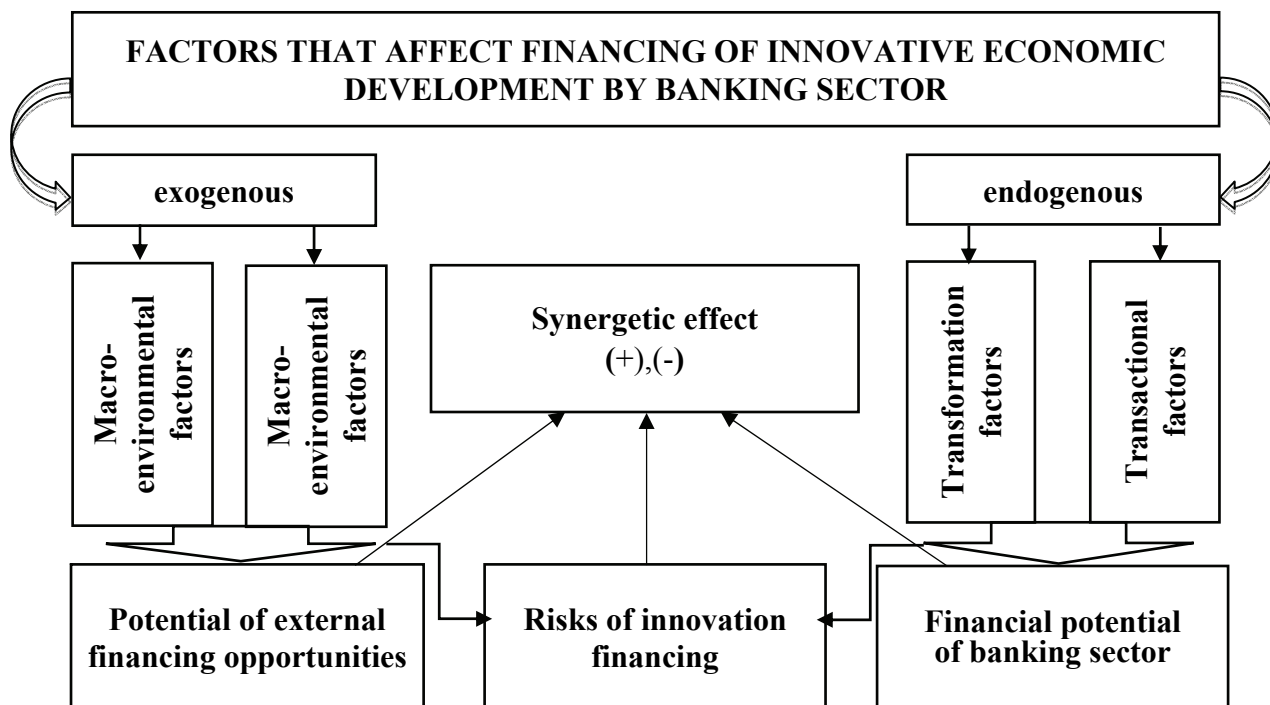 FACTORS THAT AFFECT FINANCING OF INNOVATIVE ECONOMIC
DEVELOPMENT BY BANKING SECTOR
exogenous
endogenous
Macro-
environmental
factors
Macro-
environmental
factors
Synergetic effect
(+),(-)
Transformation
factors
Transactional
factors
Potential of external
financing opportunities
Risks of innovation
financing
Financial potential
of banking sector